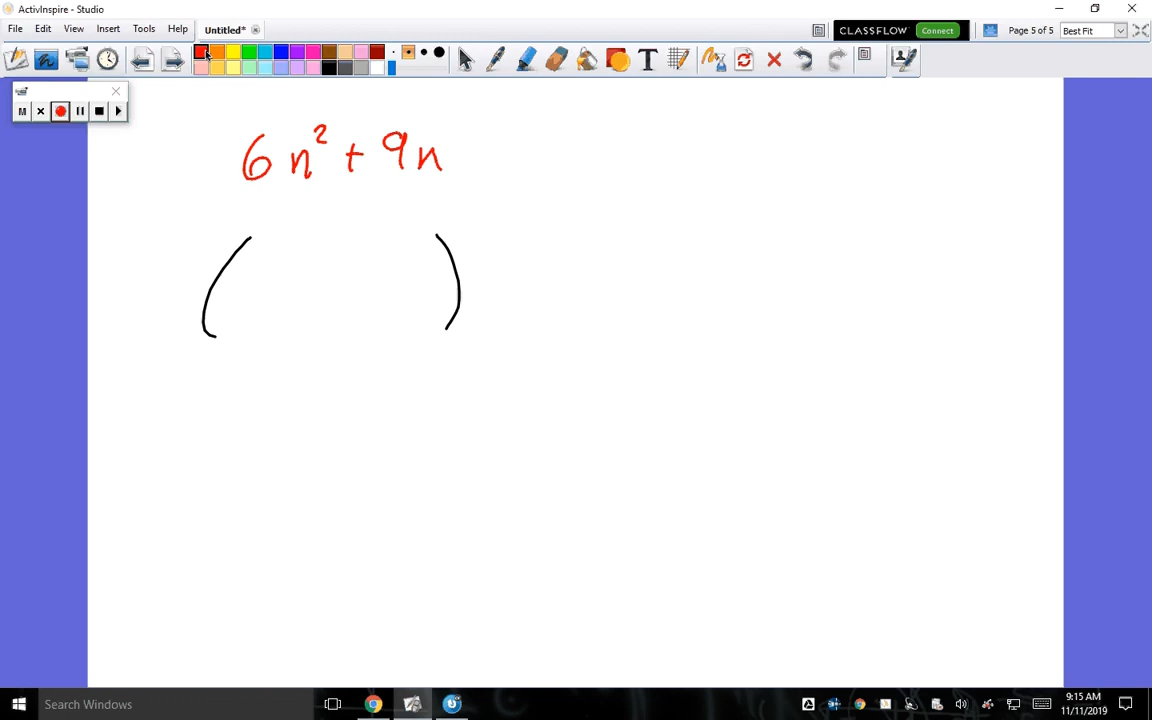 ActivInspire - Studio
File Edit View Insert Tools Help Untitled* CLASSFLOW Connect Page 5 of 5 Best Fit
M
6n² + 9n
( )
Search Windows
9:15 AM
11/11/2019